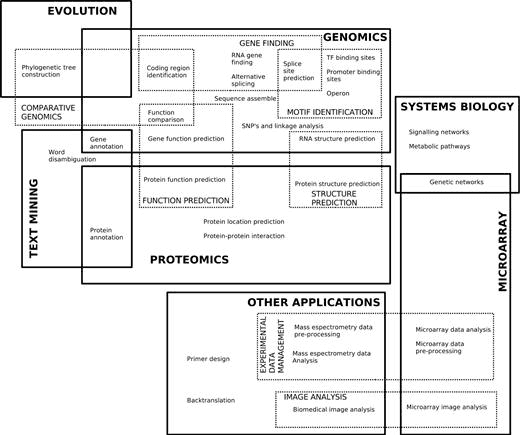 EVOLUTION
GENOMICS
GENE FINDING
Phylogenetic tree
construction
Coding region
identification
RNA gene
finding
Alternative
splicing
Splice
site
prediction
TF binding sites
Promoter binding
sites
Operon
Sequence assemble
COMPARATIVE
GENOMICS
Function
comparison
MOTIF IDENTIFICATION
SNP's and linkage analysis
SYSTEMS BIOLOGY
Signalling networks
Metabolic pathways
Gene
annotation
Gene function prediction
RNA structure prediction
Word
disambiguation
TEXT MINING
Protein function prediction
FUNCTION PREDICTION
Protein structure prediction
STRUCTURE
PREDICTION
Genetic networks
MICROARRAY
Protein
annotation
Protein location prediction
Protein-protein interaction
PROTEOMICS
OTHER APPLICATIONS
EXPERIMENTAL
DATA
MANAGEMENT
Mass espectrometry data
pre-processing
Mass espectrometry data
Analysis
Microarray data analysis
Microarray data
pre-processing
Primer design
Backtranslation
IMAGE ANALYSIS
Biomedical image analysis
Microarray image analysis